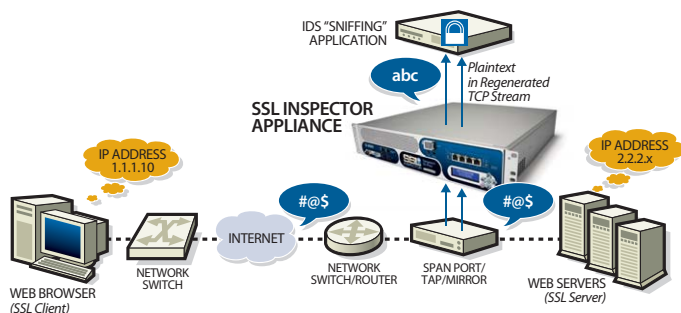 IDS “SNIFFING”
APPLICATION
abc
Plaintext
in Regenerated
TCP Stream
SSL INSPECTOR
APPLIANCE
IP ADDRESS
1.1.1.10
IP ADDRESS
2.2.2.x
#@$
#@$
INTERNET
NETWORK
SWITCH
NETWORK
SWITCH/ROUTER
SPAN PORT/
TAP/MIRROR
WEB BROWSER
(SSL Client)
WEB SERVERS
(SSL Server)